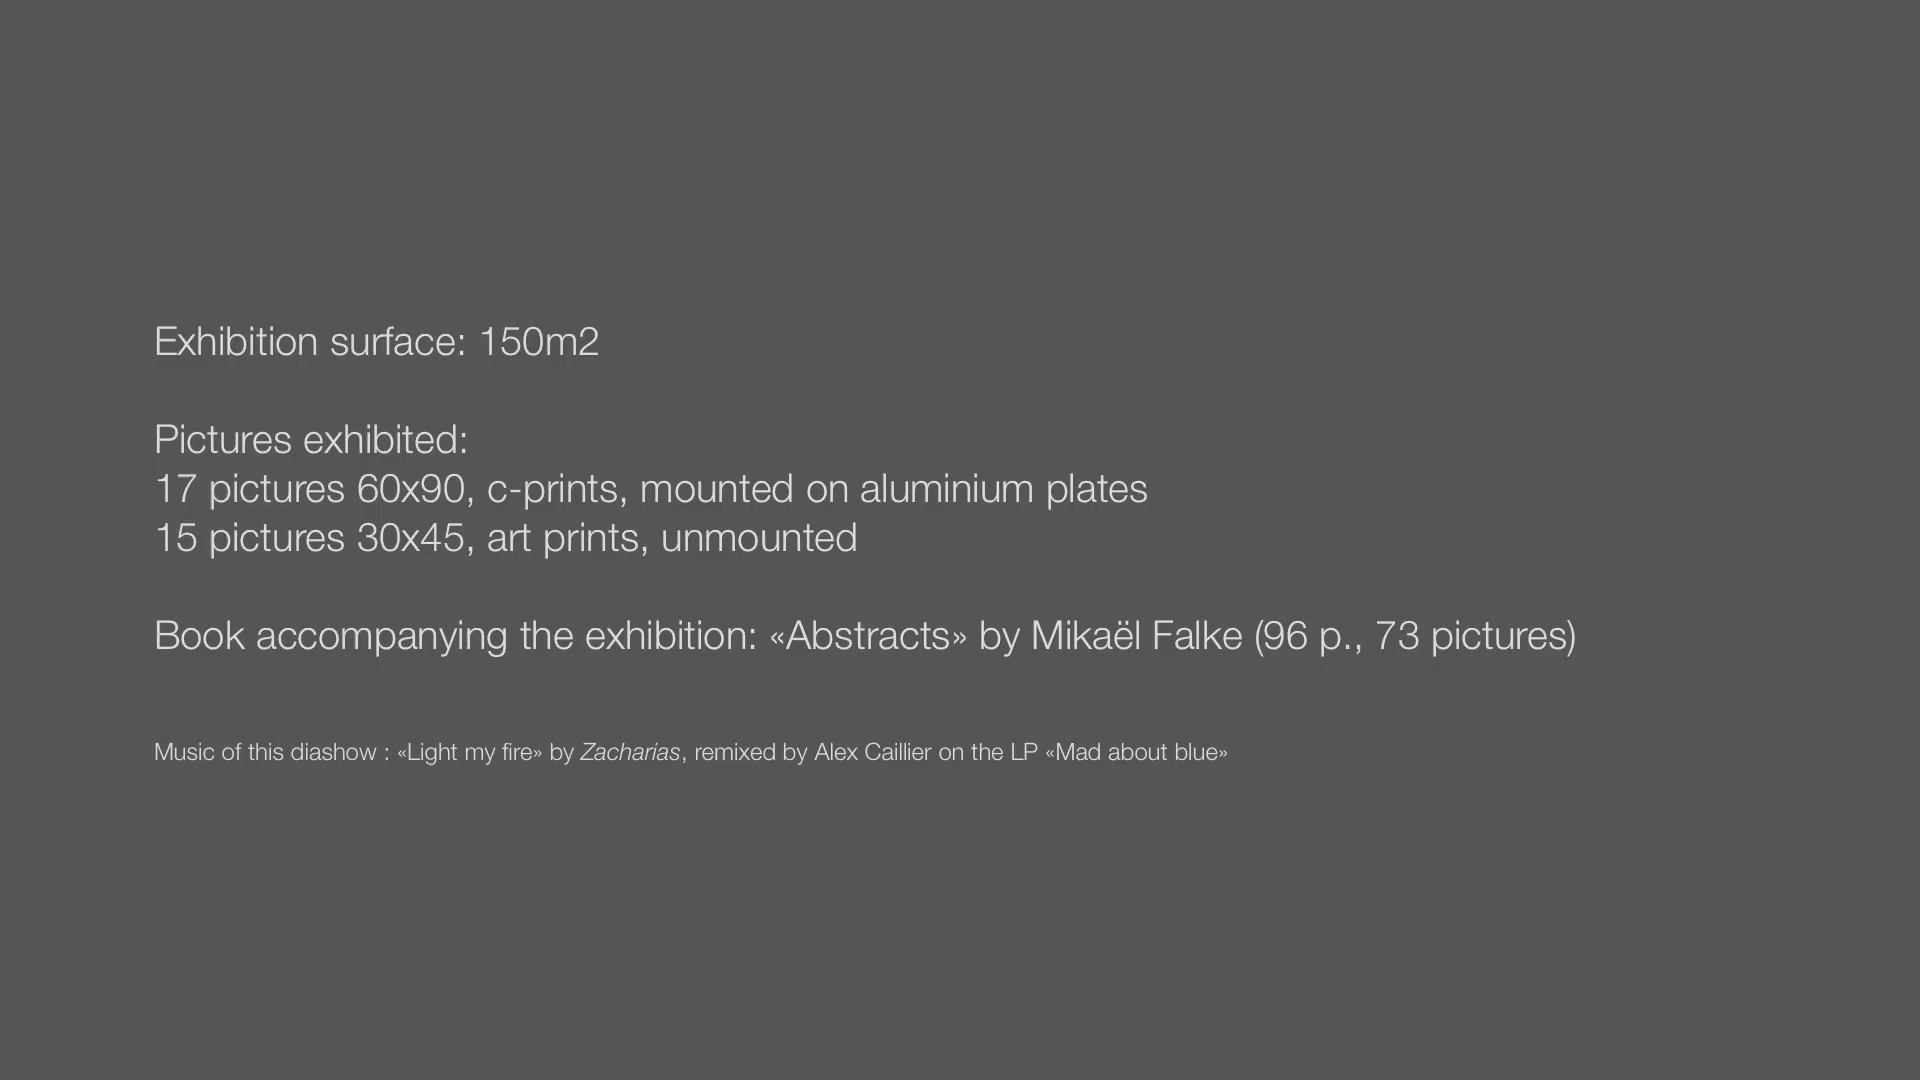 Exhibition surface: 150m2
Pictures exhibited:
17 pictures 60x90, c-prints, mounted on aluminium plates
15 pictures 30x45, art prints, unmounted
Book accompanying the exhibition: «Abstracts» by Mikaël Falke (96 p., 73 pictures)
Music of this diashow : «Light my fire» by Zacharias, remixed by Alex Caillier on the LP «Mad about blue»